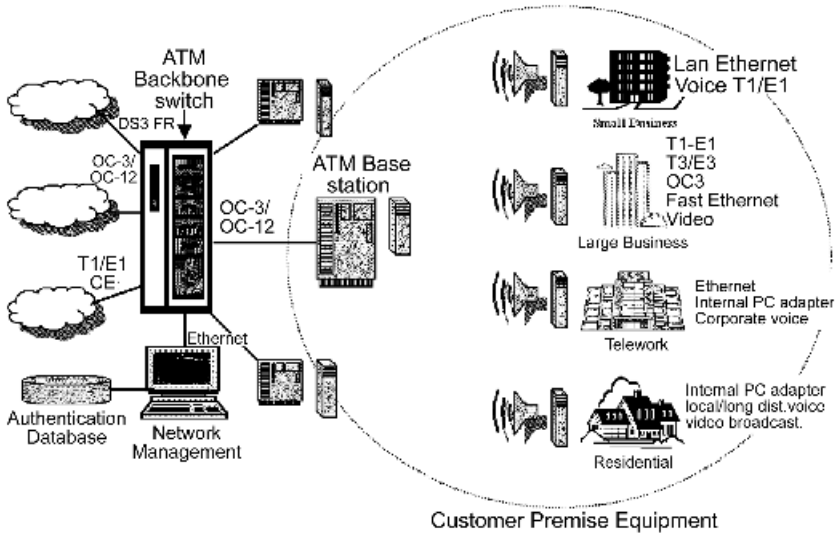 ATM
Backbone
switch
DS3 FR
OC-3/
OC-12
T1/E1
CE
OC-3/
OC-12
ATM Base
station
Ethernet
Authentication
Database
Network
Management
Lan Ethernet
Voice T1/E1
Small Business
T1-E1
T3/E3
OC3
Fast Ethernet
Video
Large Business
Ethernet
Internal PC adapter
Corporate voice
Telework
Internal PC adapter
local/long dist.voice
video broadcast.
Residential
Customer Premise Equipment